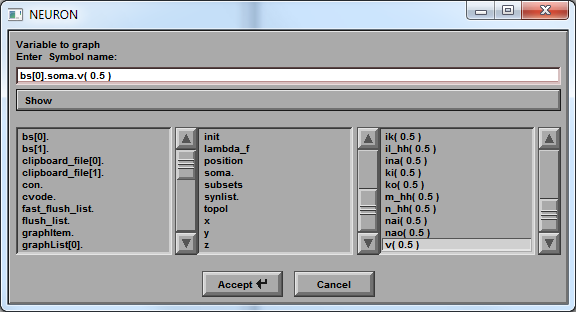 NEURON
Variable to graph
Enter Symbol name:
bs[0].soma.v( 0.5 )
Show
bs[0].
bs[1].
clipboard_file[0].
clipboard_file[1].
con.
cvode.
fast_flush_list.
flush_list.
graphItem.
graphList[0].
init
lambda_f
position
soma.
subsets
synlist.
topol
x
y
z
ik( 0.5 )
il_hh( 0.5 )
ina( 0.5 )
ki( 0.5 )
ko( 0.5 )
m_hh( 0.5 )
n_hh( 0.5 )
nai( 0.5 )
nao( 0.5 )
v( 0.5 )
Accept
Cancel